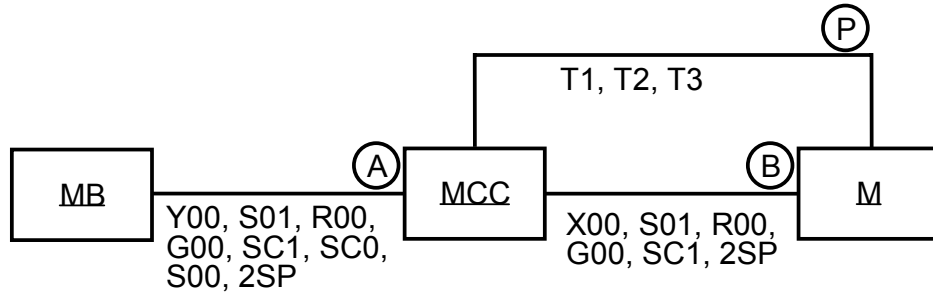 P
T1, T2, T3
A
B
MB
MCC
M
Y00, S01, R00,
G00, SC1, SC0,
S00, 2SP
X00, S01, R00,
G00, SC1, 2SP